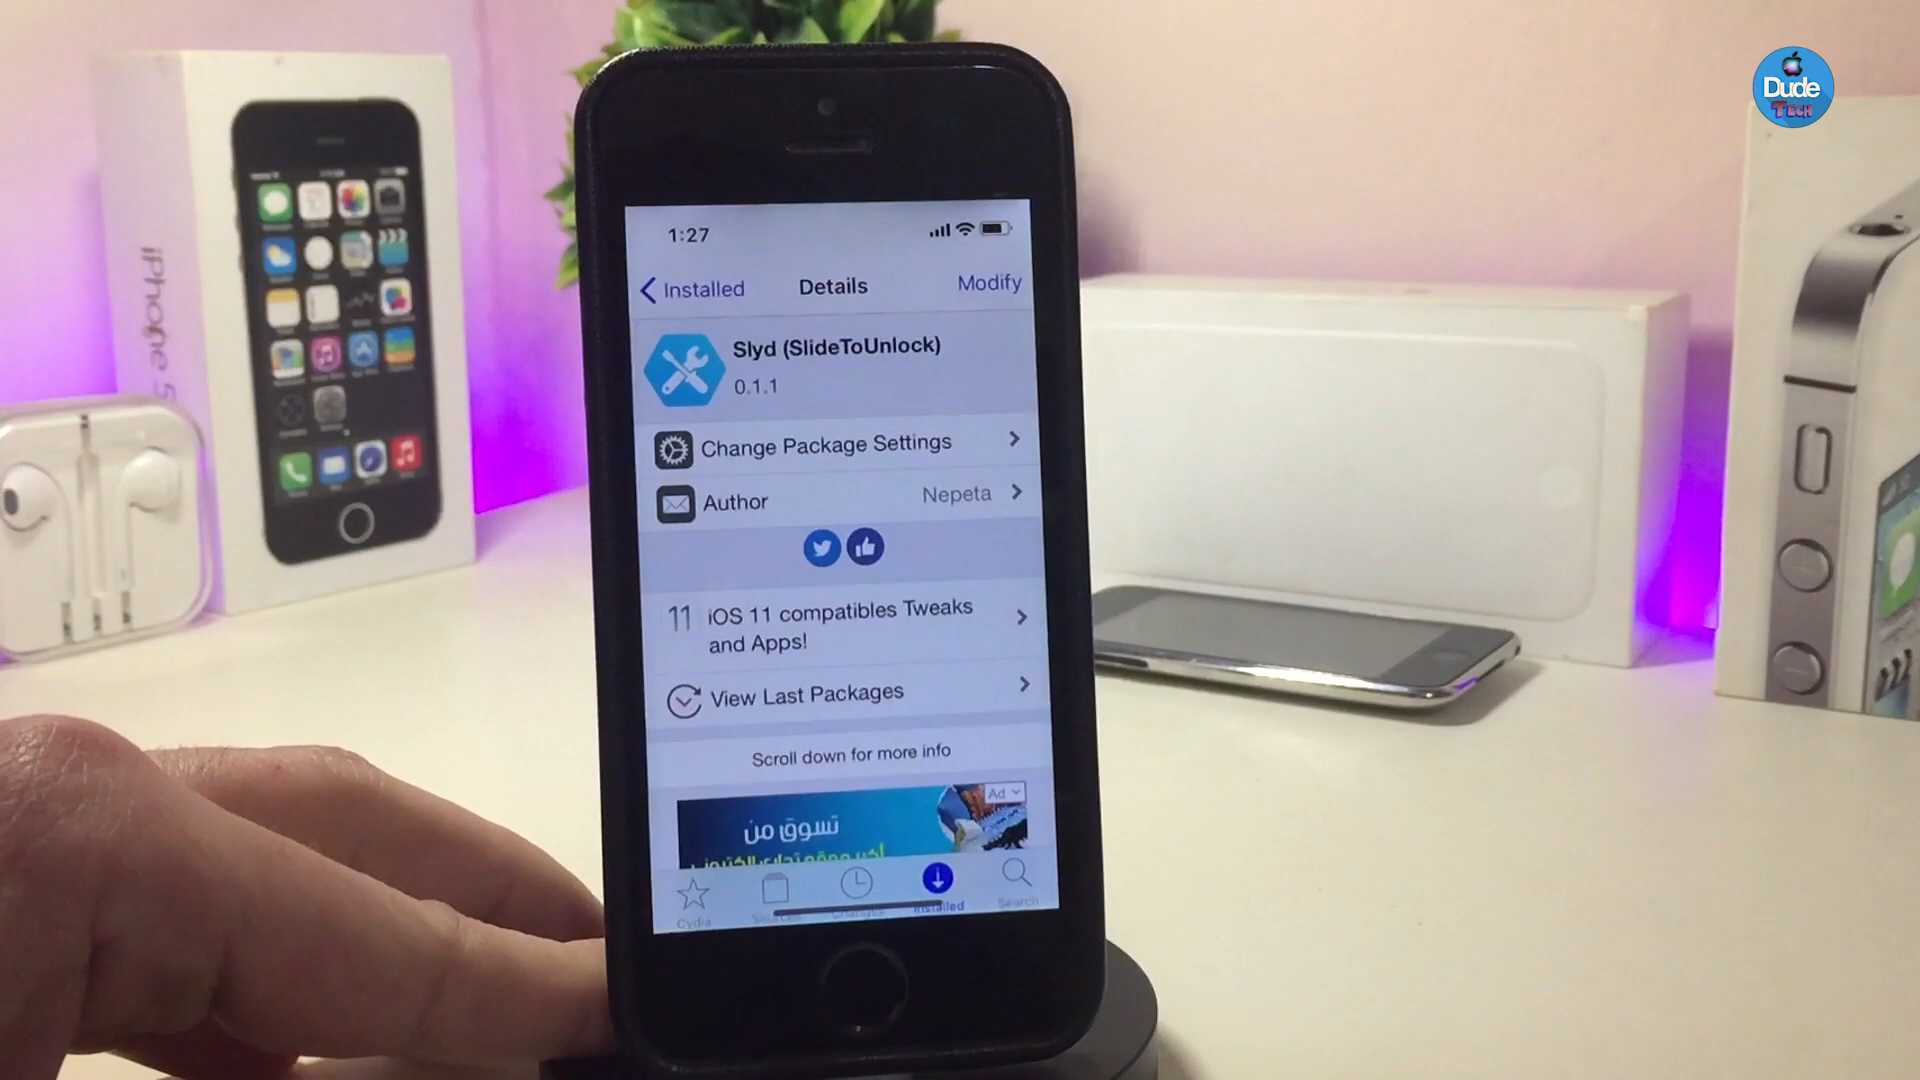 Dude
TECH
iPhone 5
1:27
Installed
Details
Modify
Slyd (SlideToUnlock)
0.1.1
Change Package Settings
Author
Nepeta
11
iOS 11 compatibles Tweaks
and Apps!
View Last Packages
Scroll down for more info
Ad
تسوق من
Cydia
Sources
Changes
Installed
Search